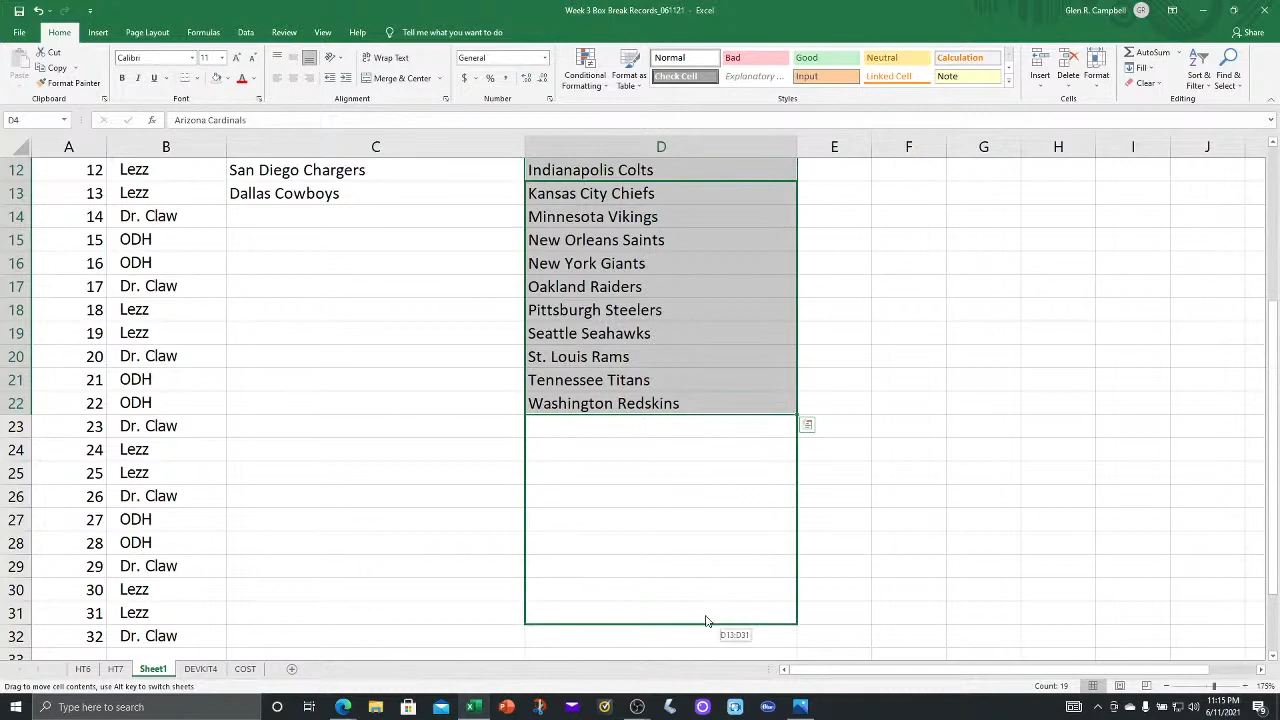 Week 3 Box Break Records_061121 - Excel
Glen R. Campbell GR
File Home Insert Page Layout Formulas Data Review View Help Tell me what you want to do Share
Cut
Copy
Format Painter
Paste
Clipboard
Calibri 11
B I U
Font
Wrap Text
Merge & Center
Alignment
General
$ % ,
Number
Conditional Formatting
Format as Table
Normal Bad Good Neutral Calculation
Check Cell Explanatory ... Input Linked Cell Note
Styles
Insert Delete Format
Cells
AutoSum
Fill
Clear
Sort & Filter
Find & Select
Editing
D4 fx Arizona Cardinals
A B C D E F G H I J
12 12 Lezz San Diego Chargers Indianapolis Colts
13 13 Lezz Dallas Cowboys Kansas City Chiefs
14 14 Dr. Claw Minnesota Vikings
15 15 ODH New Orleans Saints
16 16 ODH New York Giants
17 17 Dr. Claw Oakland Raiders
18 18 Lezz Pittsburgh Steelers
19 19 Lezz Seattle Seahawks
20 20 Dr. Claw St. Louis Rams
21 21 ODH Tennessee Titans
22 22 ODH Washington Redskins
23 23 Dr. Claw
24 24 Lezz
25 25 Lezz
26 26 Dr. Claw
27 27 ODH
28 28 ODH
29 29 Dr. Claw
30 30 Lezz
31 31 Lezz
D13:D31
32 32 Dr. Claw
33
HT6 HT7 Sheet1 DEVKIT4 COST
Drag to move cell contents, use Alt key to switch sheets Count: 19 175%
Type here to search
11:15 PM
6/11/2021